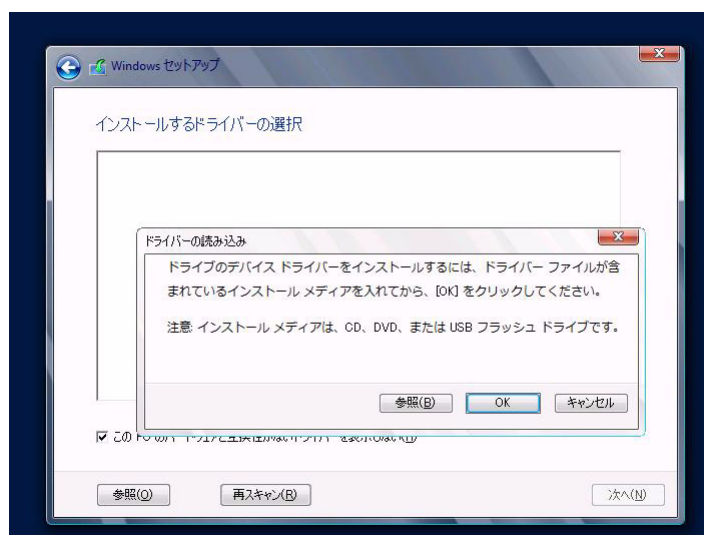 Windows セットアップ
インストールするドライバーの選択
ドライバーの読み込み
ドライブのデバイス ドライバーをインストールするには、ドライバー ファイルが含
まれているインストール メディアを入れてから、[OK] をクリックしてください。
注意: インストール メディアは、CD、DVD、または USB フラッシュ ドライブです。
参照(B) OK キャンセル
この
参照(O) 再スキャン(R) 次へ(N)